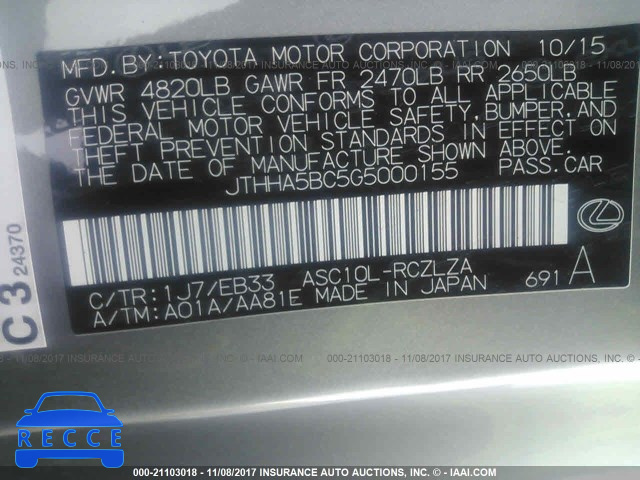 MFD.BY:TOYOTA MOTOR CORPORATION 10/15
GVWR 4820LB GAWR FR 2470LB RR 2650LB
THIS VEHICLE CONFORMS TO ALL APPLICABLE
FEDERAL MOTOR VEHICLE SAFETY,BUMPER,AND
THEFT PREVENTION STANDARDS IN EFFECT ON
THE DATE OF MANUFACTURE SHOWN ABOVE.
JTHHA5BC5G5000155 PASS.CAR
C/TR:1J7/EB33 ASC10L-RCZLZA
A/TM:A01A/AA81E MADE IN JAPAN 691A
C3 24370
000-21103018 - 11/08/2017 INSURANCE AUTO AUCTIONS, INC. - © - IAAI.COM
RECCE
000-21103018 - 11/08/2017 INSURANCE AUTO AUCTIONS, INC. - © - IAAI.COM